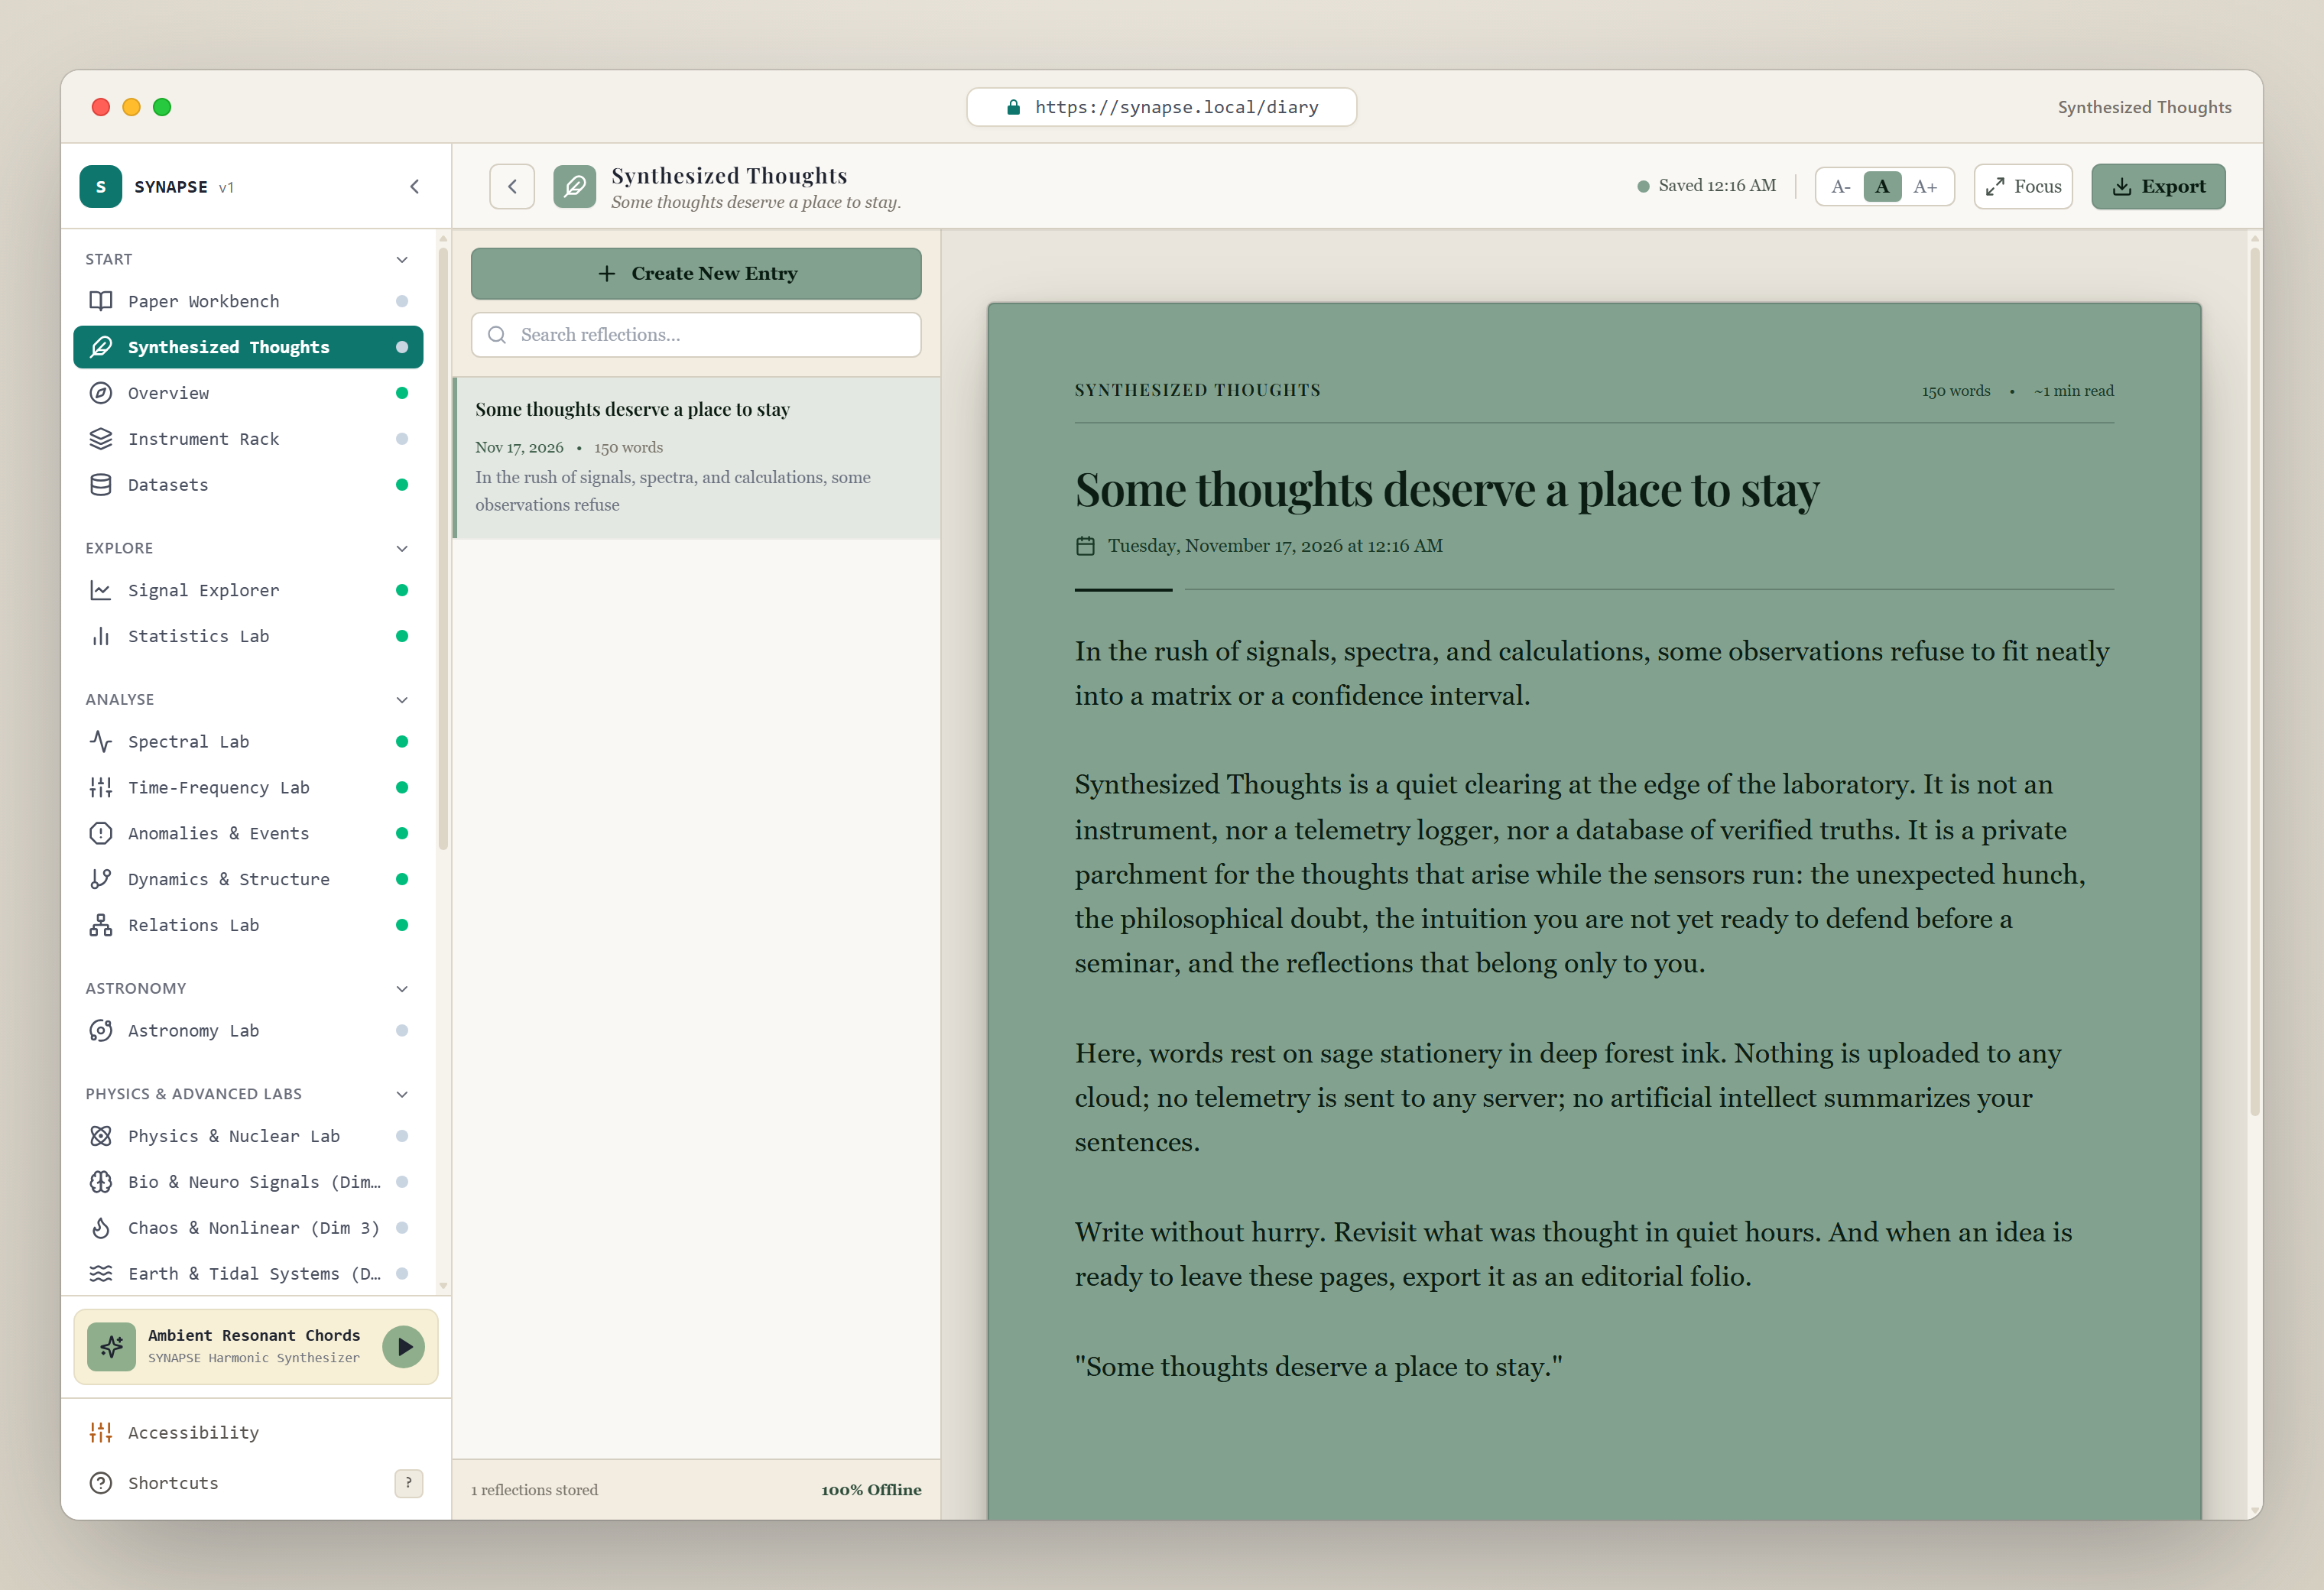 https://synapse.local/diary
Synthesized Thoughts
S
SYNAPSE v1
START
Paper Workbench
Synthesized Thoughts
Overview
Instrument Rack
Datasets
EXPLORE
Signal Explorer
Statistics Lab
ANALYSE
Spectral Lab
Time-Frequency Lab
Anomalies & Events
Dynamics & Structure
Relations Lab
ASTRONOMY
Astronomy Lab
PHYSICS & ADVANCED LABS
Physics & Nuclear Lab
Bio & Neuro Signals (Dim…
Chaos & Nonlinear (Dim 3)
Earth & Tidal Systems (D…
Ambient Resonant Chords
SYNAPSE Harmonic Synthesizer
Accessibility
Shortcuts ?
Synthesized Thoughts
Some thoughts deserve a place to stay.
Saved 12:16 AM
A- A A+
Focus
Export
Create New Entry
Search reflections...
Some thoughts deserve a place to stay
Nov 17, 2026 • 150 words
In the rush of signals, spectra, and calculations, some
observations refuse
1 reflections stored
100% Offline
SYNTHESIZED THOUGHTS
150 words • ~1 min read
Some thoughts deserve a place to stay
Tuesday, November 17, 2026 at 12:16 AM
In the rush of signals, spectra, and calculations, some observations refuse to fit neatly
into a matrix or a confidence interval.
Synthesized Thoughts is a quiet clearing at the edge of the laboratory. It is not an
instrument, nor a telemetry logger, nor a database of verified truths. It is a private
parchment for the thoughts that arise while the sensors run: the unexpected hunch,
the philosophical doubt, the intuition you are not yet ready to defend before a
seminar, and the reflections that belong only to you.
Here, words rest on sage stationery in deep forest ink. Nothing is uploaded to any
cloud; no telemetry is sent to any server; no artificial intellect summarizes your
sentences.
Write without hurry. Revisit what was thought in quiet hours. And when an idea is
ready to leave these pages, export it as an editorial folio.
"Some thoughts deserve a place to stay."